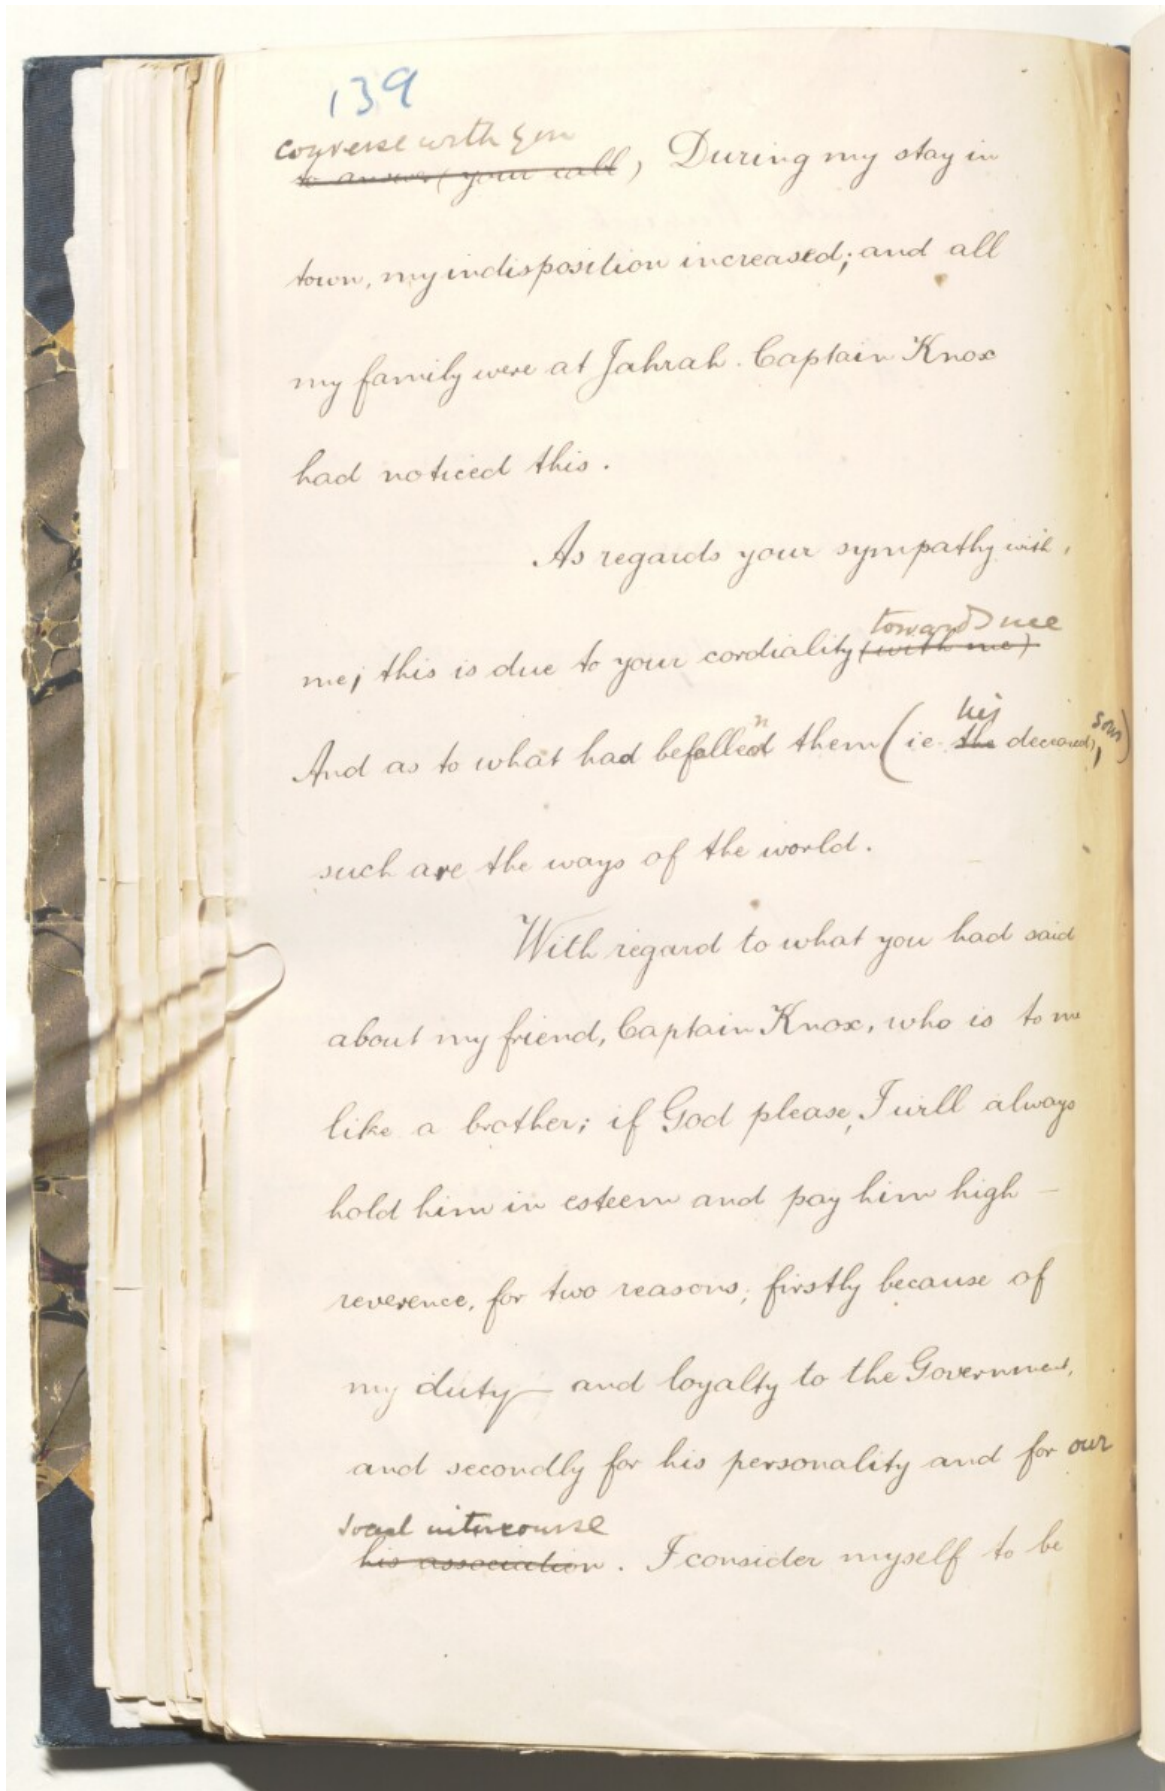 139
converse with you
to answer (your call) During my stay in
town, my indisposition increased; and all
my family were at Jahrah. Captain Knox
had noticed this.
As regards your sympathy with,
me; this is due to your cordiality
towards me
(with me)
And as to what had befallen them (ie
his
the deceased, son)
such are the ways of the world.
With regard to what you had said
about my friend, Captain Knox, who is to me
like a brother; if God please, I will always
hold him in esteem and pay him high —
reverence, for two reasons; firstly because of
my duty — and loyalty to the Government,
and secondly for his personality and for our
social intercourse
his association. I consider myself to be